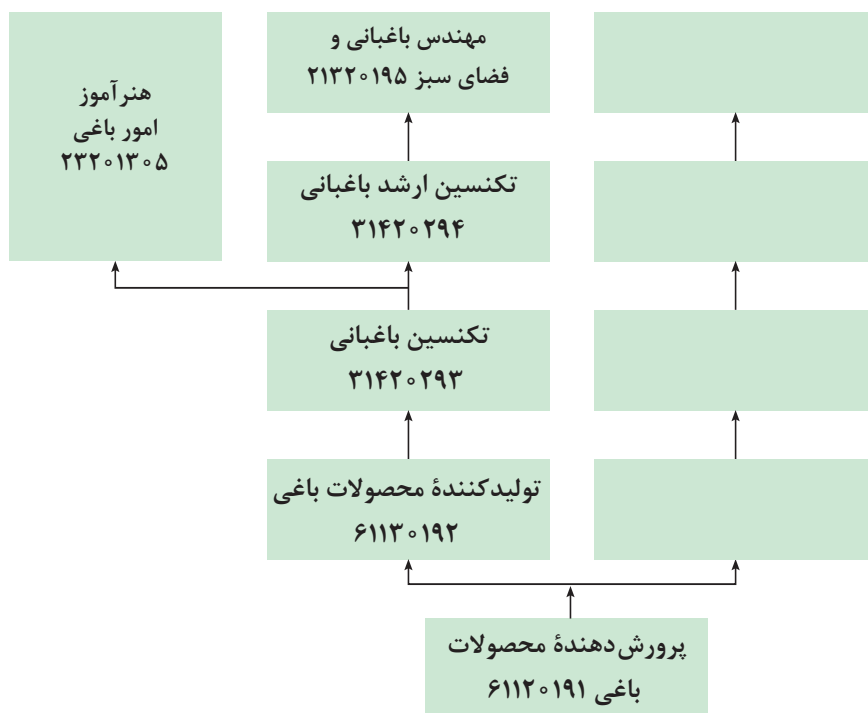 مهندس باغبانی و
فضای سبز ۲۱۳۲۰۱۹۵
هنرآموز
امور باغی
۲۳۲۰۱۳۰۵
تکنسین ارشد باغبانی
۳۱۴۲۰۲۹۴
تکنسین باغبانی
۳۱۴۲۰۲۹۳
تولیدکنندهٔ محصولات باغی
۶۱۱۳۰۱۹۲
پرورش‌دهندهٔ محصولات
باغی ۶۱۱۲۰۱۹۱